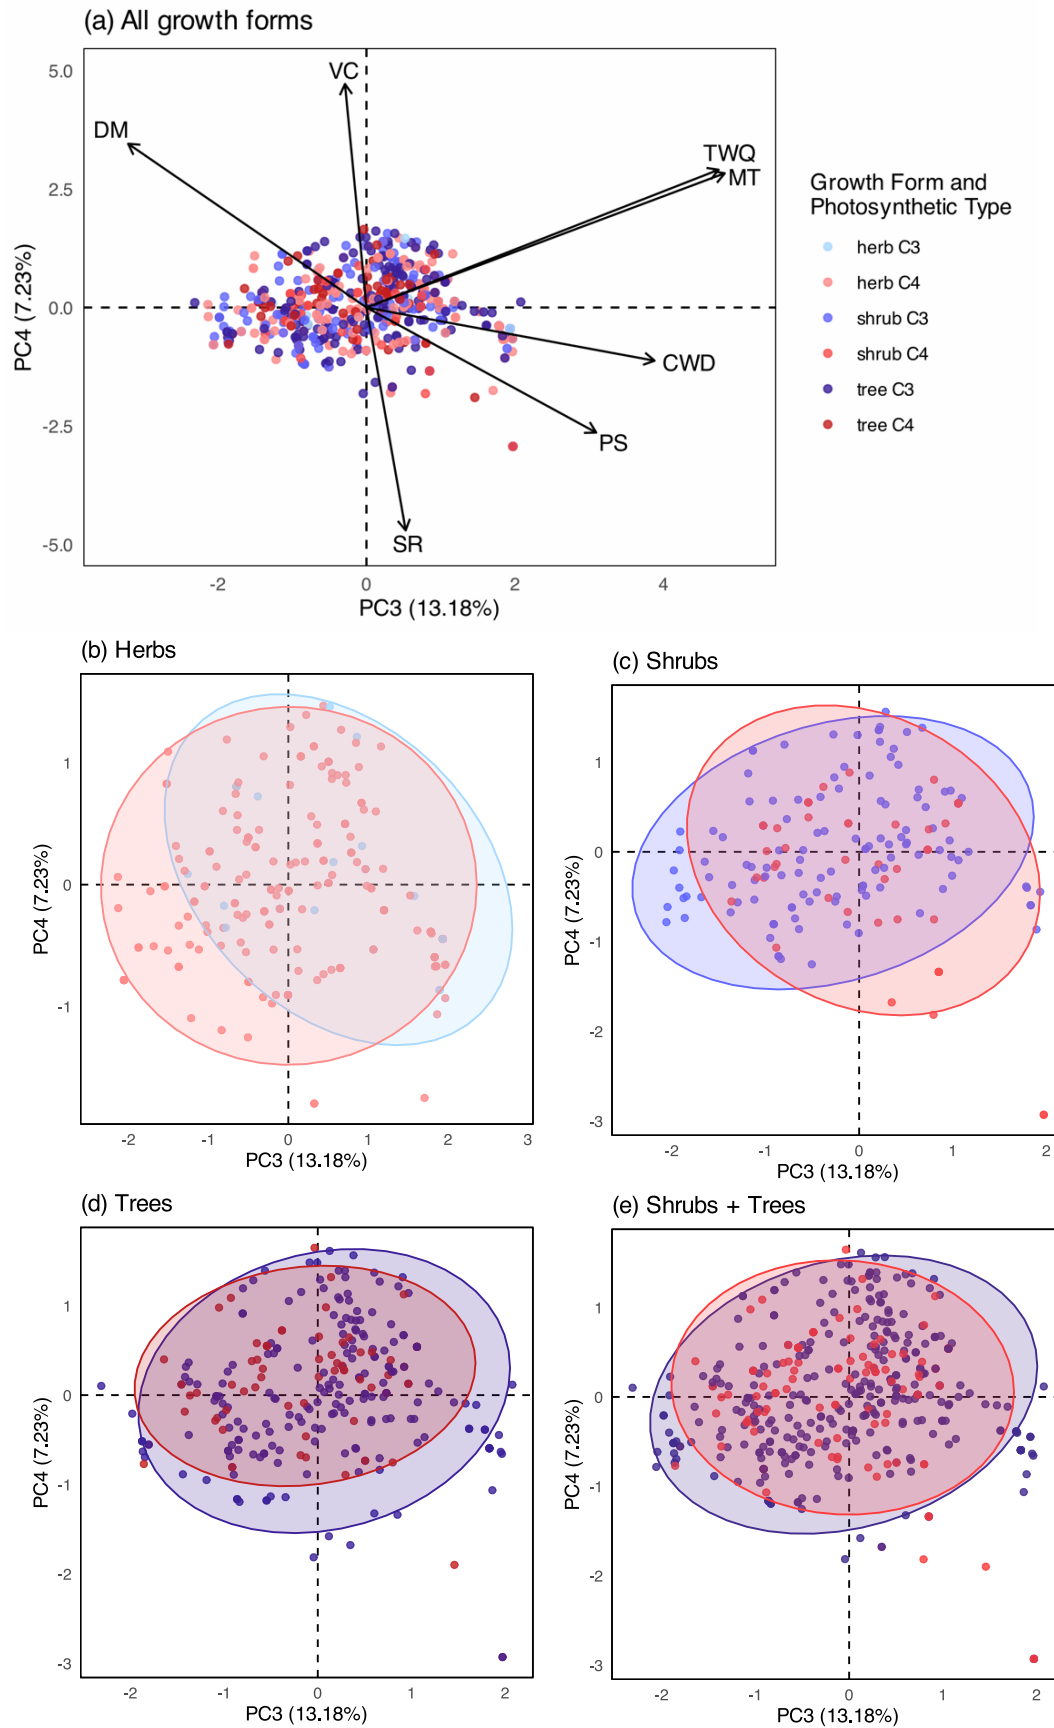 (a) All growth forms
5.0
2.5
0.0
-2.5
-5.0
PC4 (7.23%)
VC
DM
TWQ
MT
CWD
PS
SR
-2 0 2 4
PC3 (13.18%)
Growth Form and
Photosynthetic Type
herb C3
herb C4
shrub C3
shrub C4
tree C3
tree C4
(b) Herbs
1
0
-1
PC4 (7.23%)
-2 -1 0 1 2 3
PC3 (13.18%)
(c) Shrubs
1
0
-1
-2
-3
PC4 (7.23%)
-2 -1 0 1 2
PC3 (13.18%)
(d) Trees
1
0
-1
-2
-3
PC4 (7.23%)
-2 -1 0 1 2
PC3 (13.18%)
(e) Shrubs + Trees
1
0
-1
-2
-3
PC4 (7.23%)
-2 -1 0 1 2
PC3 (13.18%)